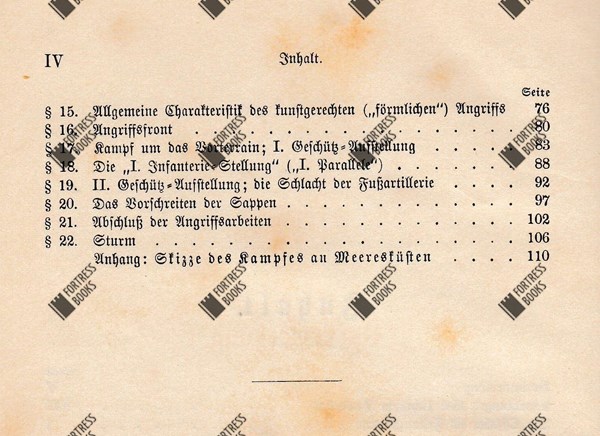 IV
Inhalt.
Seite
§ 15. Allgemeine Charakteristik des kunstgerechten („förmlichen“) Angriffs 76
§ 16. Angriffsfront . . . . . . . . . . . . . . . . . . . . 80
§ 17. Kampf um das Vorterrain; I. Geschütz-Aufstellung . . . . . . 83
§ 18. Die „I. Infanterie-Stellung“ („I. Parallele“) . . . . . . . . 88
§ 19. II. Geschütz-Aufstellung; die Schlacht der Fußartillerie . . . . 92
§ 20. Das Vorschreiten der Sappen . . . . . . . . . . . . . . 97
§ 21. Abschluß der Angriffsarbeiten . . . . . . . . . . . . . . 102
§ 22. Sturm . . . . . . . . . . . . . . . . . . . . . . 106
Anhang: Skizze des Kampfes an Meeresküsten . . . . 110
FORTRESS BOOKS